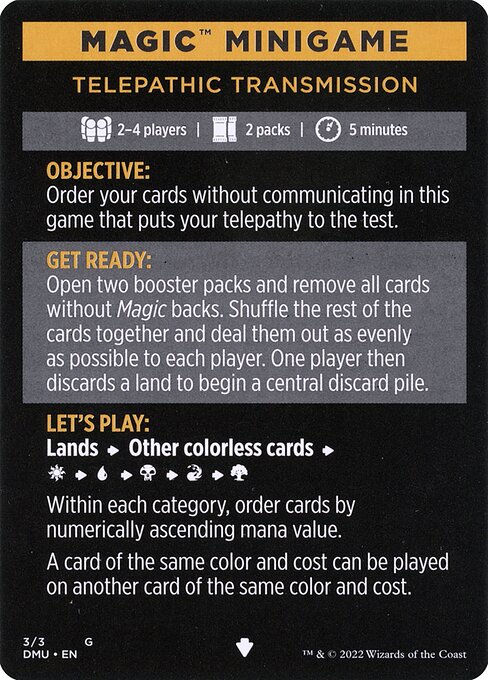 MAGIC™ MINIGAME
TELEPATHIC TRANSMISSION
2–4 players | 2 packs | 5 minutes
OBJECTIVE:
Order your cards without communicating in this
game that puts your telepathy to the test.
GET READY:
Open two booster packs and remove all cards
without Magic backs. Shuffle the rest of the
cards together and deal them out as evenly
as possible to each player. One player then
discards a land to begin a central discard pile.
LET'S PLAY:
Lands ▸ Other colorless cards ▸
Within each category, order cards by
numerically ascending mana value.
A card of the same color and cost can be played
on another card of the same color and cost.
3/3 G
DMU • EN
™ & © 2022 Wizards of the Coast